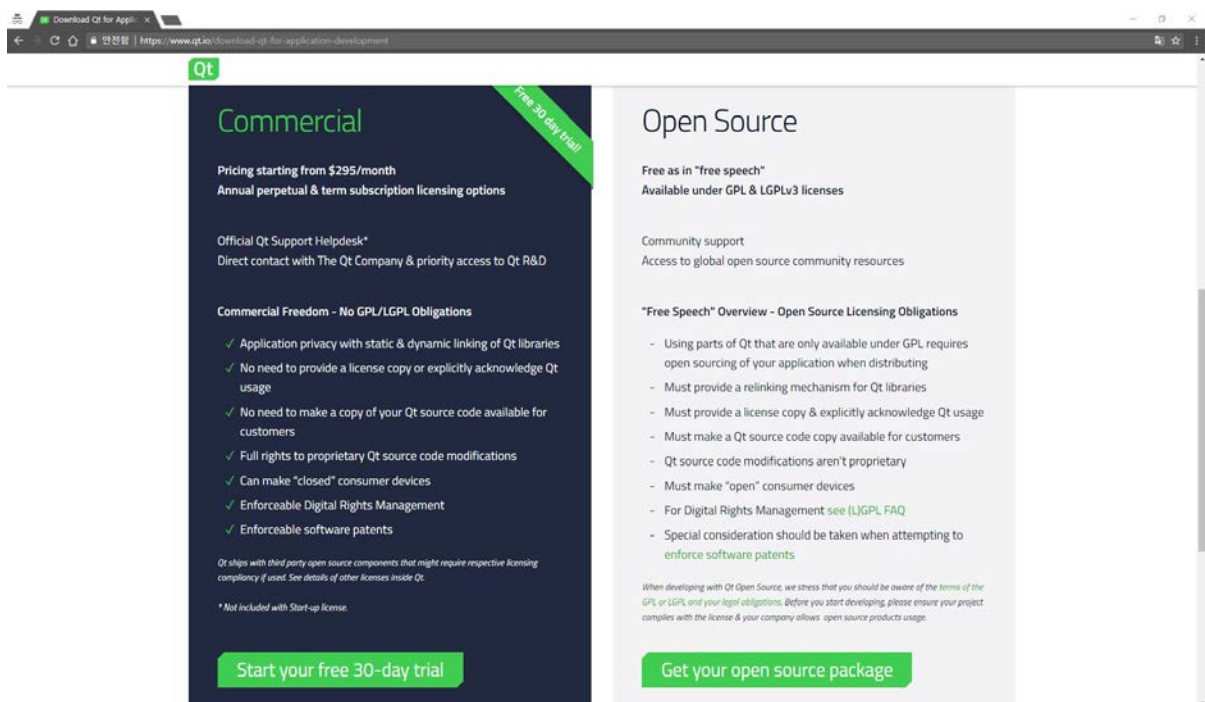 Download Qt for Appli
안전함 | https://www.qt.io/download-qt-for-application-development
Qt
Commercial
Free 30 day trial!
Pricing starting from $295/month
Annual perpetual & term subscription licensing options
Official Qt Support Helpdesk*
Direct contact with The Qt Company & priority access to Qt R&D
Commercial Freedom - No GPL/LGPL Obligations
✓ Application privacy with static & dynamic linking of Qt libraries
✓ No need to provide a license copy or explicitly acknowledge Qt
usage
✓ No need to make a copy of your Qt source code available for
customers
✓ Full rights to proprietary Qt source code modifications
✓ Can make "closed" consumer devices
✓ Enforceable Digital Rights Management
✓ Enforceable software patents
Qt ships with third party open source components that might require respective licensing
compliancy if used. See details of other licenses inside Qt.
* Not included with Start-up license.
Start your free 30-day trial
Open Source
Free as in "free speech"
Available under GPL & LGPLv3 licenses
Community support
Access to global open source community resources
"Free Speech" Overview - Open Source Licensing Obligations
- Using parts of Qt that are only available under GPL requires
open sourcing of your application when distributing
- Must provide a relinking mechanism for Qt libraries
- Must provide a license copy & explicitly acknowledge Qt usage
- Must make a Qt source code copy available for customers
- Qt source code modifications aren't proprietary
- Must make "open" consumer devices
- For Digital Rights Management see (L)GPL FAQ
- Special consideration should be taken when attempting to
enforce software patents
When developing with Qt Open Source, we stress that you should be aware of the terms of the
GPL or LGPL and your legal obligations. Before you start developing, please ensure your project
complies with the license & your company allows open source products usage.
Get your open source package